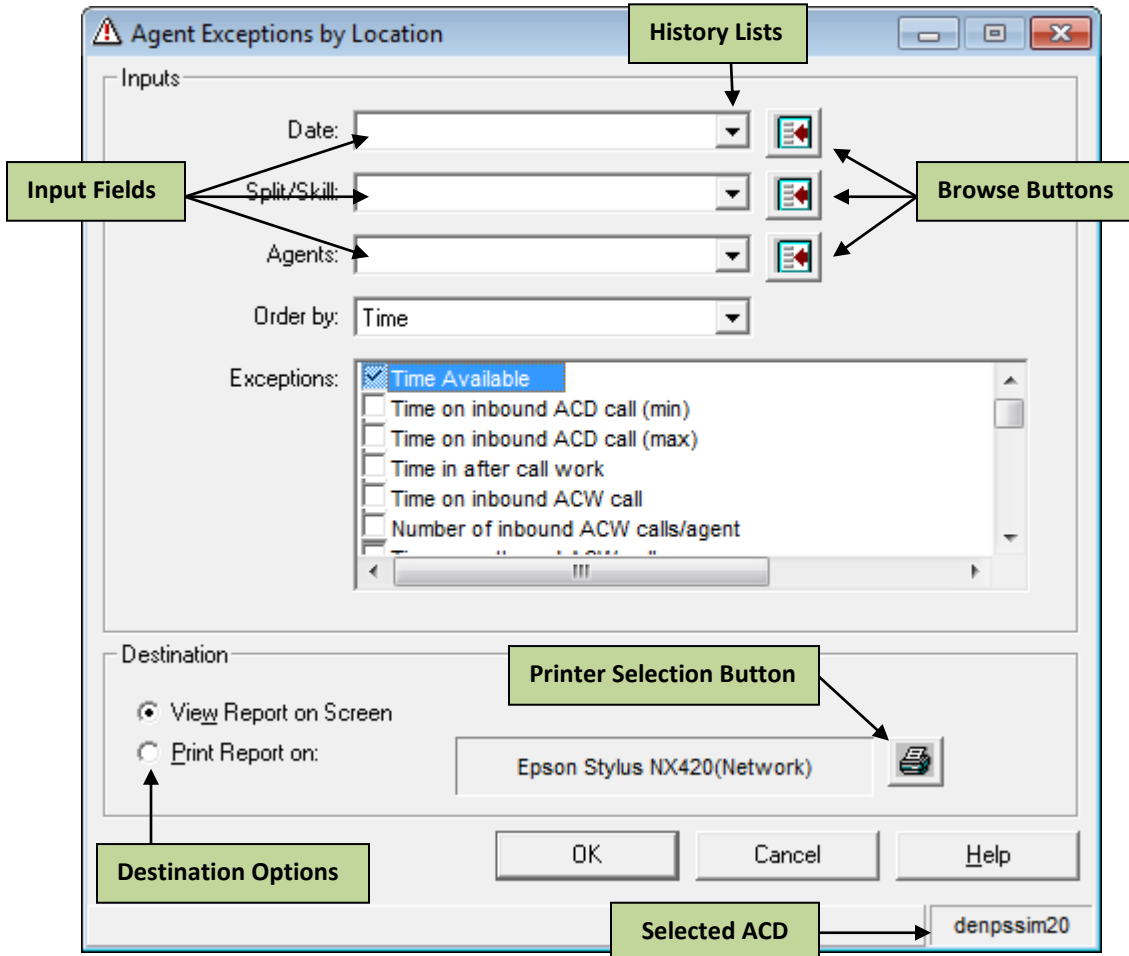 Agent Exceptions by Location
History Lists
Inputs
Date:
Input Fields
Split/Skill:
Browse Buttons
Agents:
Order by: Time
Exceptions: Time Available
Time on inbound ACD call (min)
Time on inbound ACD call (max)
Time in after call work
Time on inbound ACW call
Number of inbound ACW calls/agent
Destination
Printer Selection Button
View Report on Screen
Print Report on: Epson Stylus NX420(Network)
OK Cancel Help
Destination Options
Selected ACD denpssim20